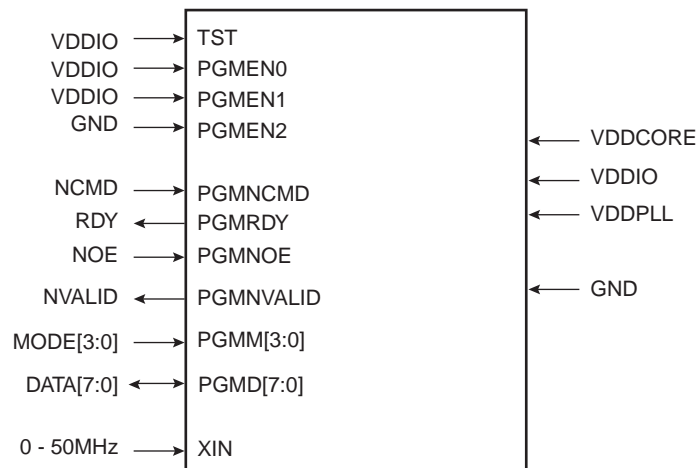 VDDIO TST
VDDIO PGMEN0
VDDIO PGMEN1
GND PGMEN2
VDDCORE
VDDIO
VDDPLL
NCMD PGMNCMD
RDY PGMRDY
NOE PGMNOE
GND
NVALID PGMNVALID
MODE[3:0] PGMM[3:0]
DATA[7:0] PGMD[7:0]
0 - 50MHz XIN